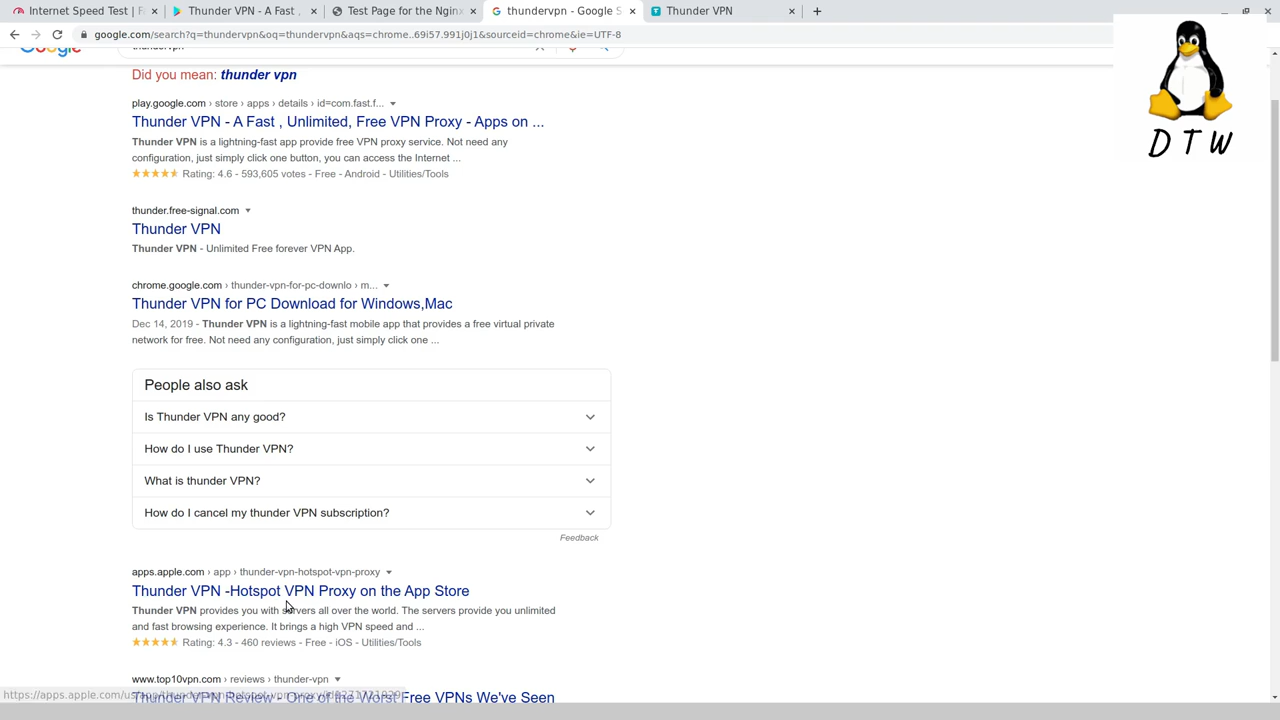 Internet Speed Test | F
Thunder VPN - A Fast ,
Test Page for the Nginx
thundervpn - Google S
Thunder VPN
google.com/search?q=thundervpn&oq=thundervpn&aqs=chrome..69i57.991j0j1&sourceid=chrome&ie=UTF-8
Google
thundervpn
Did you mean: thunder vpn
play.google.com › store › apps › details › id=com.fast.f...
Thunder VPN - A Fast , Unlimited, Free VPN Proxy - Apps on ...
Thunder VPN is a lightning-fast app provide free VPN proxy service. Not need any
configuration, just simply click one button, you can access the Internet ...
Rating: 4.6 - 593,605 votes - Free - Android - Utilities/Tools
thunder.free-signal.com
Thunder VPN
Thunder VPN - Unlimited Free forever VPN App.
chrome.google.com › thunder-vpn-for-pc-downlo › m...
Thunder VPN for PC Download for Windows,Mac
Dec 14, 2019 - Thunder VPN is a lightning-fast mobile app that provides a free virtual private
network for free. Not need any configuration, just simply click one ...
People also ask
Is Thunder VPN any good?
How do I use Thunder VPN?
What is thunder VPN?
How do I cancel my thunder VPN subscription?
Feedback
apps.apple.com › app › thunder-vpn-hotspot-vpn-proxy
Thunder VPN -Hotspot VPN Proxy on the App Store
Thunder VPN provides you with servers all over the world. The servers provide you unlimited
and fast browsing experience. It brings a high VPN speed and ...
Rating: 4.3 - 460 reviews - Free - iOS - Utilities/Tools
www.top10vpn.com › reviews › thunder-vpn
Thunder VPN Review - One of the Worst Free VPNs We've Seen
DTW